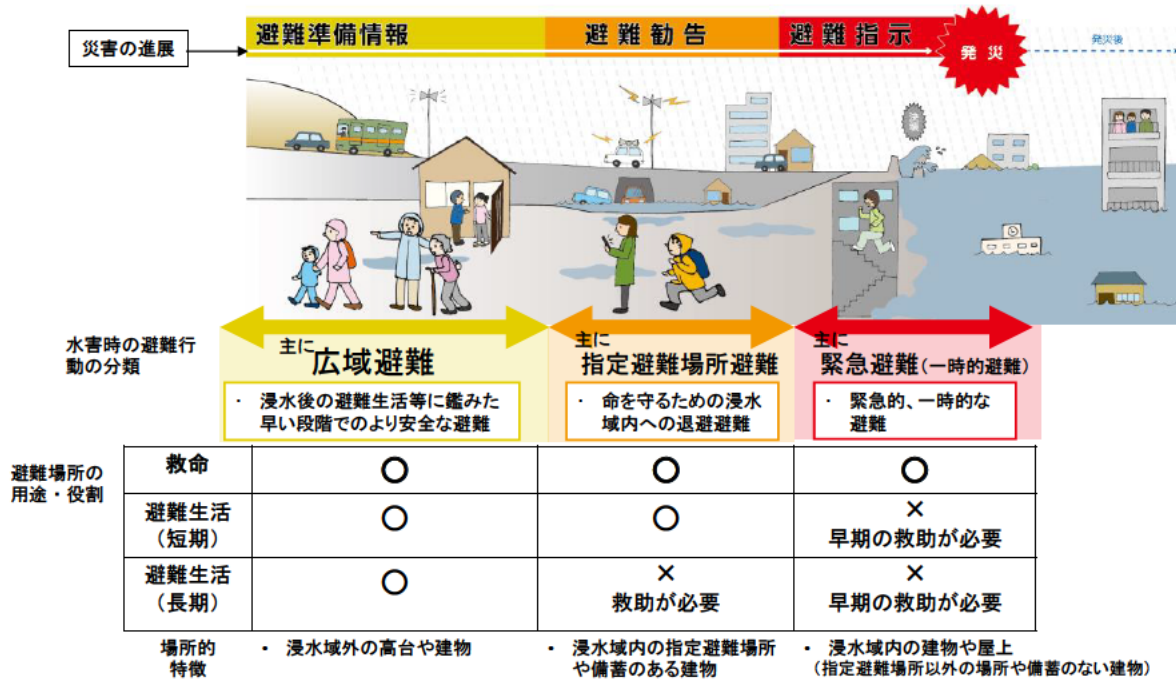 災害の進展
避難準備情報
避難勧告
避難指示
発災
発災後
水害時の避難行
動の分類
主に
広域避難
・ 浸水後の避難生活等に鑑みた
早い段階でのより安全な避難
主に
指定避難場所避難
・ 命を守るための浸水
域内への退避避難
主に
緊急避難(一時的避難)
・ 緊急的、一時的な
避難
避難場所の
用途・役割
救命 ○ ○ ○
避難生活
(短期)
○ ○ ×
早期の救助が必要
避難生活
(長期)
○ × ×
救助が必要 早期の救助が必要
場所的
特徴
・ 浸水域外の高台や建物
・ 浸水域内の指定避難場所
や備蓄のある建物
・ 浸水域内の建物や屋上
(指定避難場所以外の場所や備蓄のない建物)